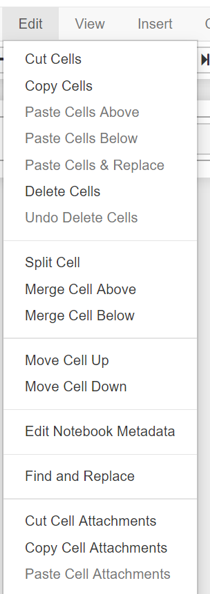 Edit View Insert
Cut Cells
Copy Cells
Paste Cells Above
Paste Cells Below
Paste Cells & Replace
Delete Cells
Undo Delete Cells
Split Cell
Merge Cell Above
Merge Cell Below
Move Cell Up
Move Cell Down
Edit Notebook Metadata
Find and Replace
Cut Cell Attachments
Copy Cell Attachments
Paste Cell Attachments